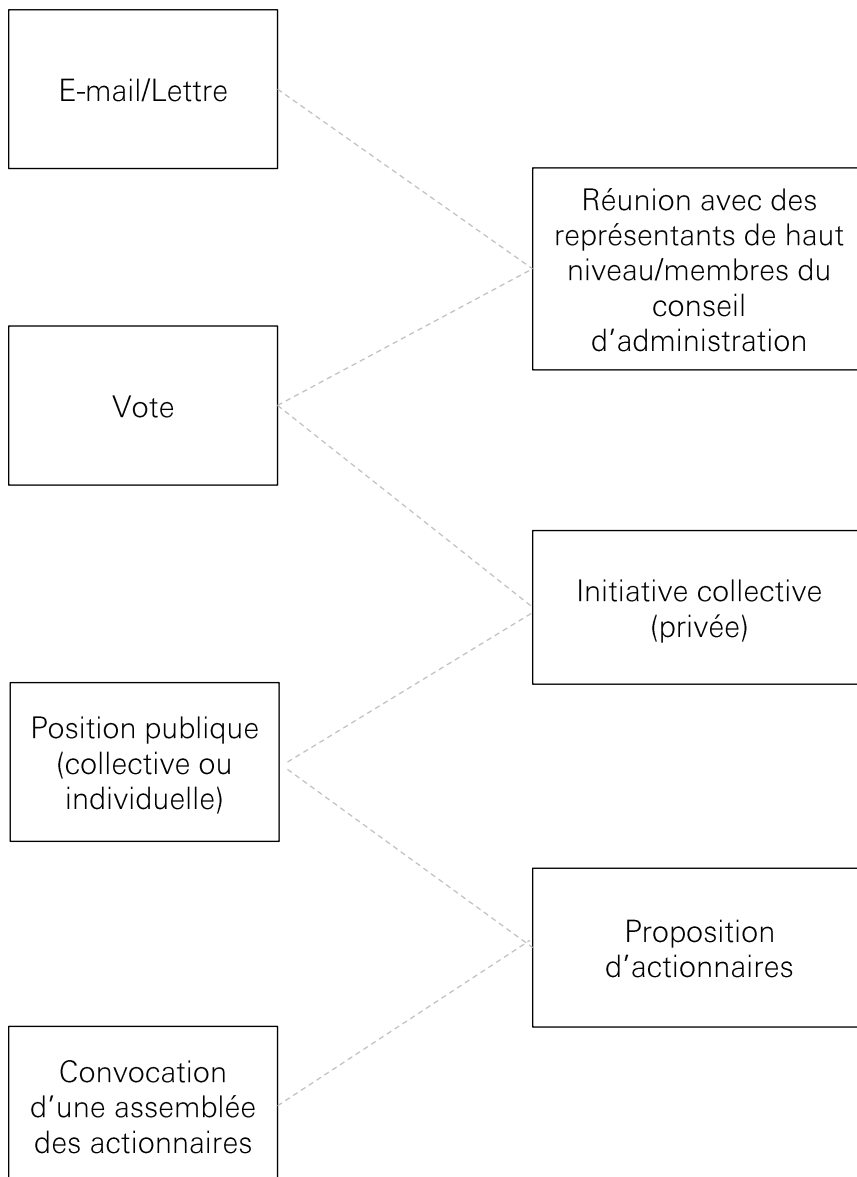 E-mail/Lettre
Réunion avec des
représentants de haut
niveau/membres du
conseil
d’administration
Vote
Initiative collective
(privée)
Position publique
(collective ou
individuelle)
Proposition
d’actionnaires
Convocation
d’une assemblée
des actionnaires